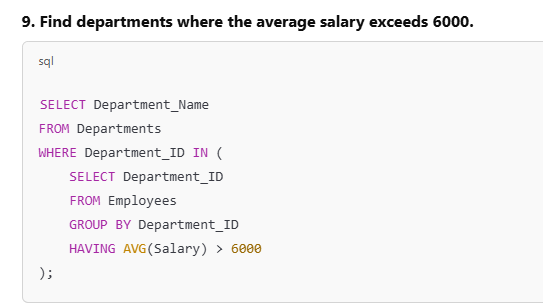 9. Find departments where the average salary exceeds 6000.
sql
SELECT Department_Name
FROM Departments
WHERE Department_ID IN (
    SELECT Department_ID
    FROM Employees
    GROUP BY Department_ID
    HAVING AVG(Salary) > 6000
);